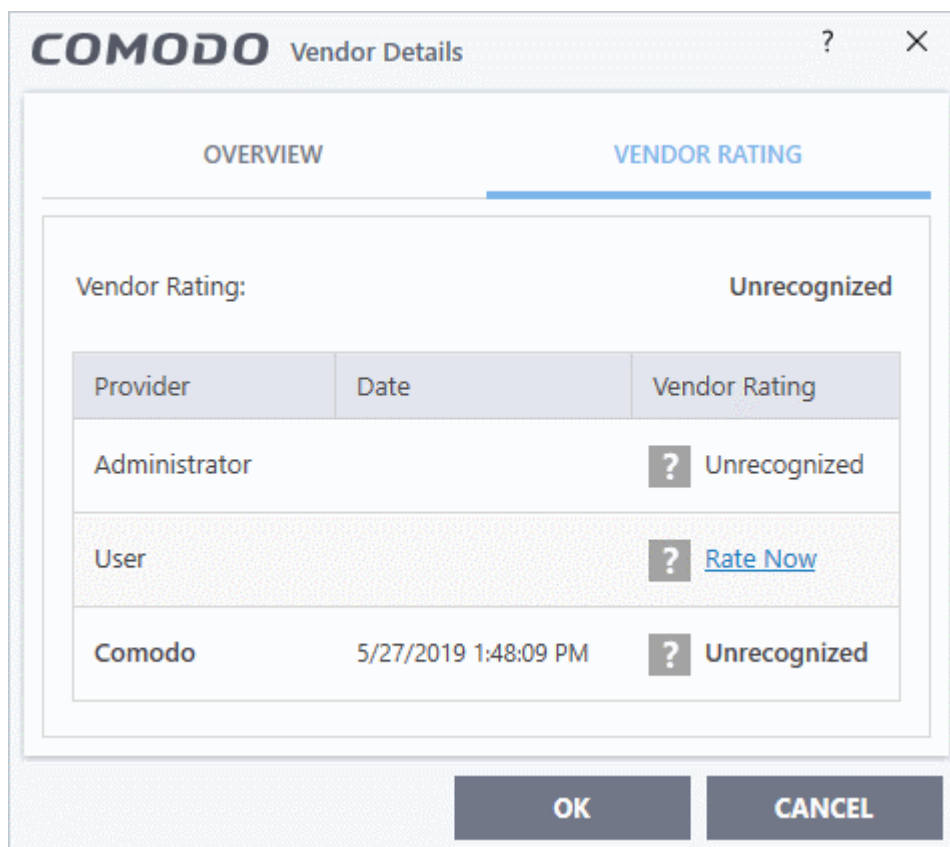 COMODO Vendor Details ? ×
OVERVIEW VENDOR RATING
Vendor Rating: Unrecognized
Provider Date Vendor Rating
Administrator ? Unrecognized
User ? Rate Now
Comodo 5/27/2019 1:48:09 PM ? Unrecognized
OK CANCEL